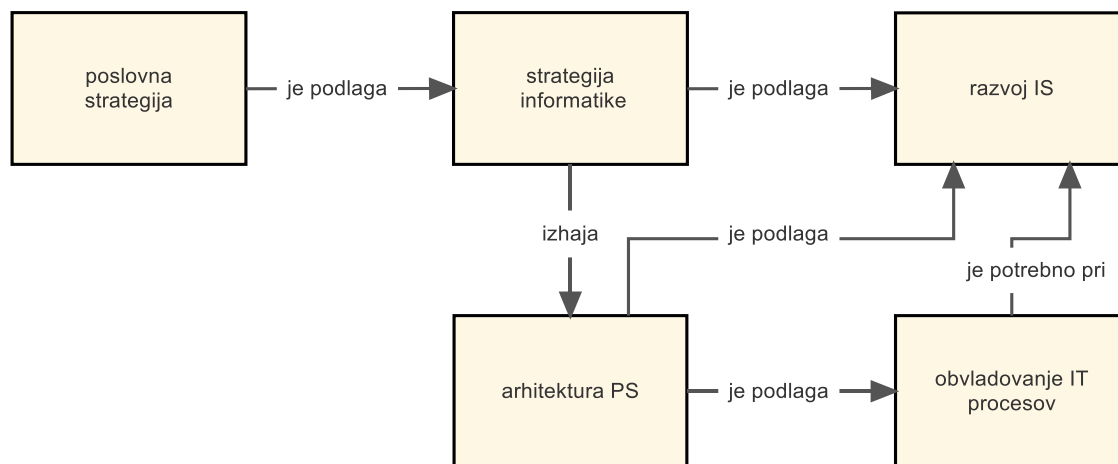 poslovna
strategija
je podlaga
strategija
informatike
je podlaga
razvoj IS
izhaja
je podlaga
je potrebno pri
arhitektura PS
je podlaga
obvladovanje IT
procesov